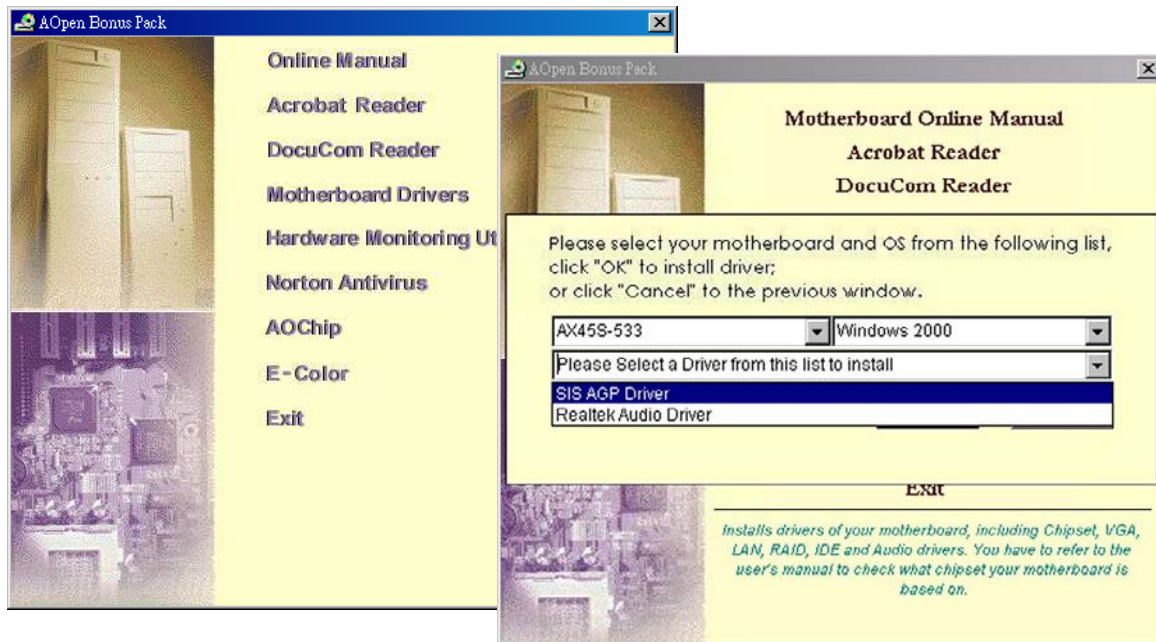 AOpen Bonus Pack
Online Manual
Acrobat Reader
DocuCom Reader
Motherboard Drivers
Hardware Monitoring Ut
Norton Antivirus
AOChip
E-Color
Exit
AOpen Bonus Pack
Motherboard Online Manual
Acrobat Reader
DocuCom Reader
Please select your motherboard and OS from the following list,
click "OK" to install driver;
or click "Cancel" to the previous window.
AX45S-533 Windows 2000
Please Select a Driver from this list to install
SIS AGP Driver
Realtek Audio Driver
Exit
Installs drivers of your motherboard, including Chipset, VGA,
LAN, RAID, IDE and Audio drivers. You have to refer to the
user's manual to check what chipset your motherboard is
based on.